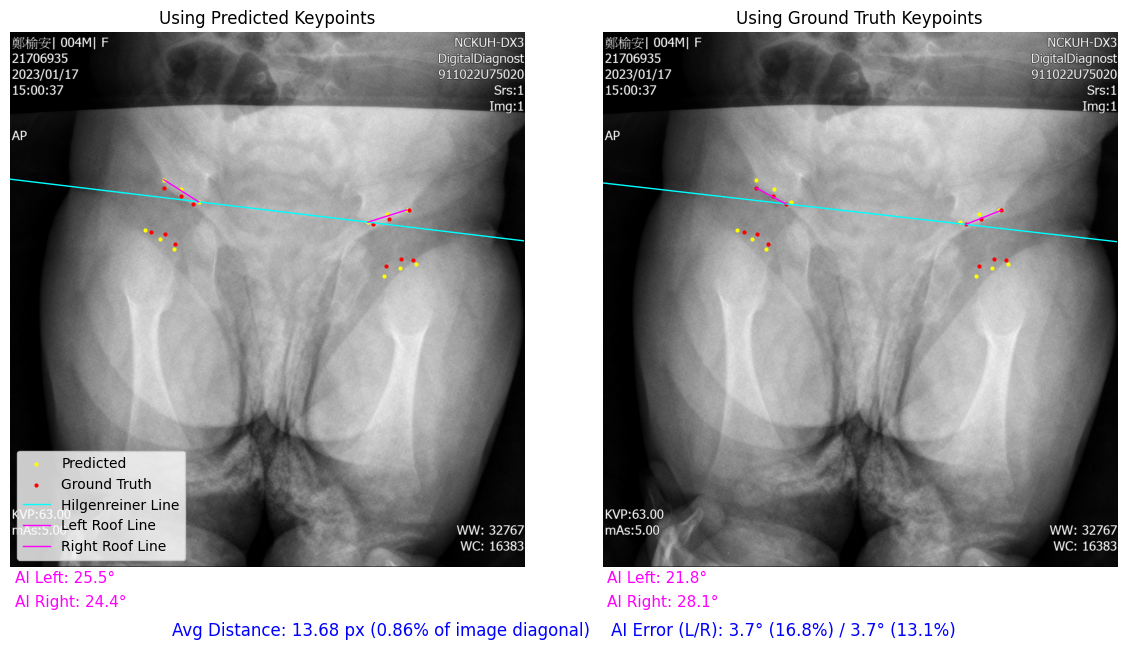 Using Predicted Keypoints
鄭榆安| 004M| F
21706935
2023/01/17
15:00:37
NCKUH-DX3
DigitalDiagnost
911022U75020
Srs:1
Img:1
AP
Predicted
Ground Truth
Hilgenreiner Line
Left Roof Line
Right Roof Line
KVP:63.00
mAs:5.00
WW: 32767
WC: 16383
AI Left: 25.5°
AI Right: 24.4°
Using Ground Truth Keypoints
鄭榆安| 004M| F
21706935
2023/01/17
15:00:37
NCKUH-DX3
DigitalDiagnost
911022U75020
Srs:1
Img:1
AP
KVP:63.00
mAs:5.00
WW: 32767
WC: 16383
AI Left: 21.8°
AI Right: 28.1°
Avg Distance: 13.68 px (0.86% of image diagonal) AI Error (L/R): 3.7° (16.8%) / 3.7° (13.1%)